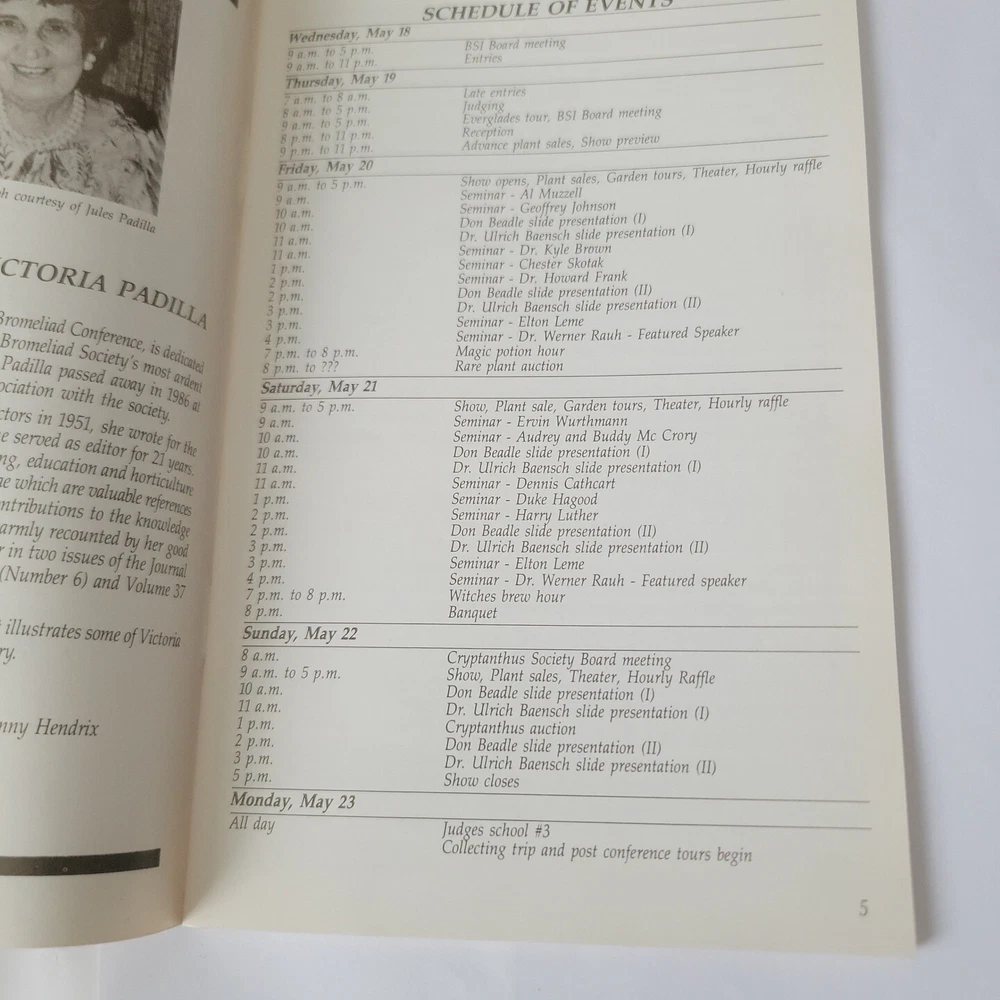 h courtesy of Jules Padilla
ICTORIA PADILLA
Bromeliad Conference, is dedicated
Bromeliad Society's most ardent
Padilla passed away in 1986 at
ociation with the society.
ctors in 1951, she wrote for the
e served as editor for 21 years.
ng, education and horticulture
e which are valuable references
ontributions to the knowledge
armly recounted by her good
r in two issues of the Journal
(Number 6) and Volume 37
t illustrates some of Victoria
ry.
nny Hendrix
SCHEDULE OF EVENTS
Wednesday, May 18
9 a.m. to 5 p.m. BSI Board meeting
9 a.m. to 11 p.m. Entries
Thursday, May 19
7 a.m. to 8 a.m. Late entries
8 a.m. to 5 p.m. Judging
9 a.m. to 5 p.m. Everglades tour, BSI Board meeting
8 p.m. to 11 p.m. Reception
9 p.m. to 11 p.m. Advance plant sales, Show preview
Friday, May 20
9 a.m. to 5 p.m. Show opens, Plant sales, Garden tours, Theater, Hourly raffle
9 a.m. Seminar - Al Muzzell
10 a.m. Seminar - Geoffrey Johnson
10 a.m. Don Beadle slide presentation (I)
11 a.m. Dr. Ulrich Baensch slide presentation (I)
11 a.m. Seminar - Dr. Kyle Brown
1 p.m. Seminar - Chester Skotak
2 p.m. Seminar - Dr. Howard Frank
2 p.m. Don Beadle slide presentation (II)
3 p.m. Dr. Ulrich Baensch slide presentation (II)
3 p.m. Seminar - Elton Leme
4 p.m. Seminar - Dr. Werner Rauh - Featured Speaker
7 p.m. to 8 p.m. Magic potion hour
8 p.m. to ??? Rare plant auction
Saturday, May 21
9 a.m. to 5 p.m. Show, Plant sale, Garden tours, Theater, Hourly raffle
9 a.m. Seminar - Ervin Wurthmann
10 a.m. Seminar - Audrey and Buddy Mc Crory
10 a.m. Don Beadle slide presentation (I)
11 a.m. Dr. Ulrich Baensch slide presentation (I)
11 a.m. Seminar - Dennis Cathcart
1 p.m. Seminar - Duke Hagood
2 p.m. Seminar - Harry Luther
2 p.m. Don Beadle slide presentation (II)
3 p.m. Dr. Ulrich Baensch slide presentation (II)
3 p.m. Seminar - Elton Leme
4 p.m. Seminar - Dr. Werner Rauh - Featured speaker
7 p.m. to 8 p.m. Witches brew hour
8 p.m. Banquet
Sunday, May 22
8 a.m. Cryptanthus Society Board meeting
9 a.m. to 5 p.m. Show, Plant sales, Theater, Hourly Raffle
10 a.m. Don Beadle slide presentation (I)
11 a.m. Dr. Ulrich Baensch slide presentation (I)
1 p.m. Cryptanthus auction
2 p.m. Don Beadle slide presentation (II)
3 p.m. Dr. Ulrich Baensch slide presentation (II)
5 p.m. Show closes
Monday, May 23
All day Judges school #3
Collecting trip and post conference tours begin
5